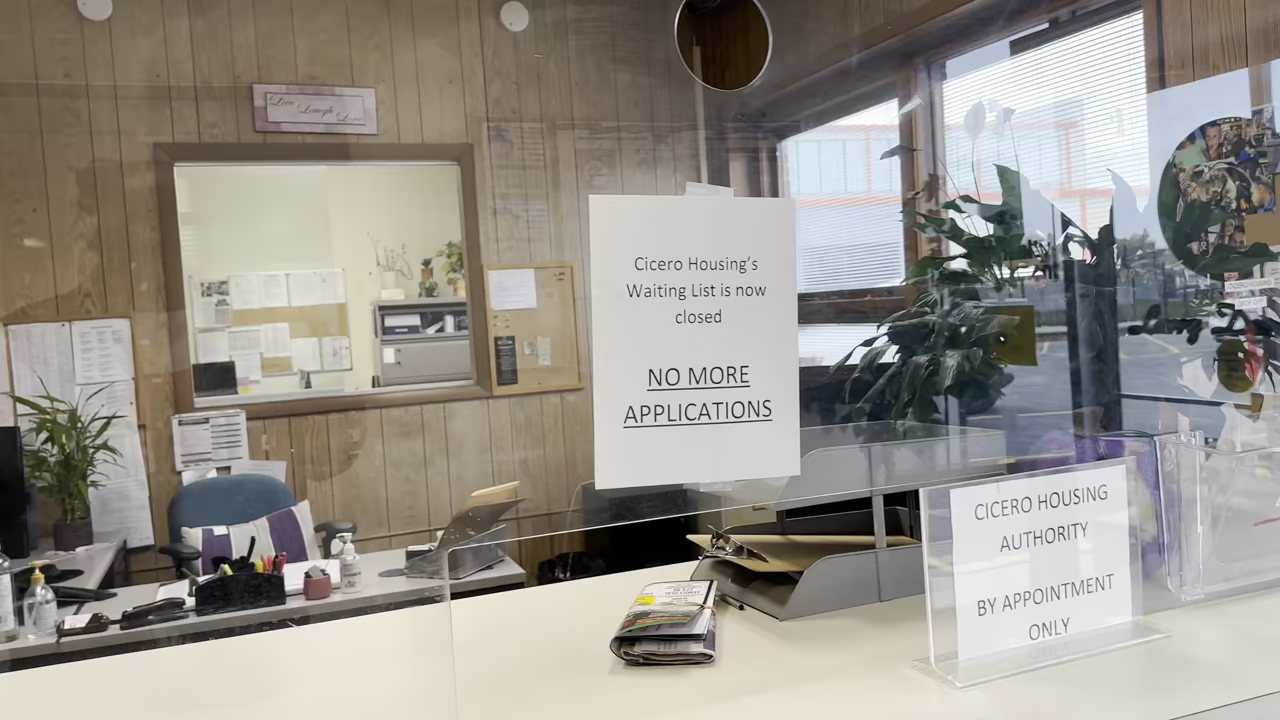 Live
Laugh
Love
Cicero Housing's
Waiting List is now
closed
NO MORE
APPLICATIONS
CICERO HOUSING
AUTHORITY
BY APPOINTMENT
ONLY